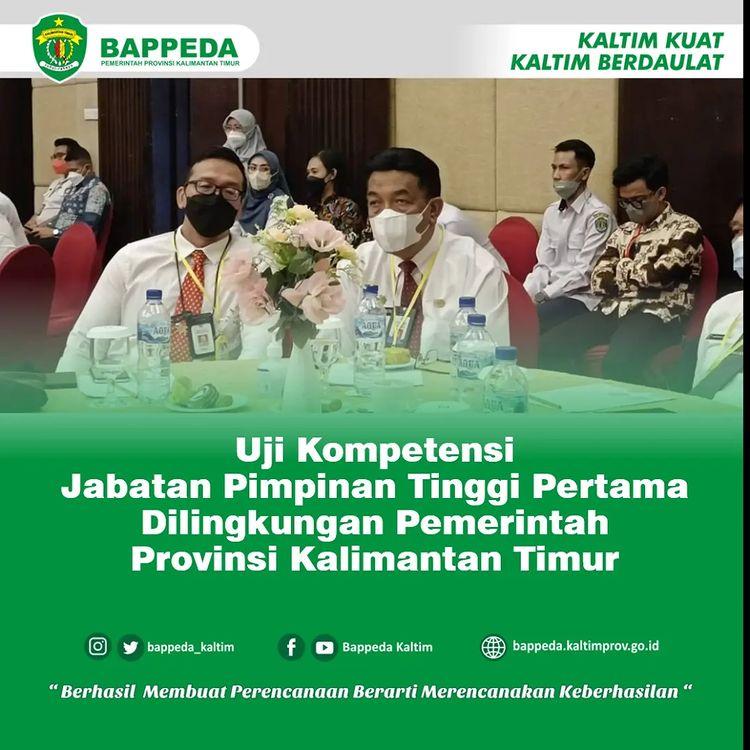 BAPPEDA
PEMERINTAH PROVINSI KALIMANTAN TIMUR
KALTIM KUAT
KALTIM BERDAULAT
AQUA
Uji Kompetensi
Jabatan Pimpinan Tinggi Pertama
Dilingkungan Pemerintah
Provinsi Kalimantan Timur
bappeda_kaltim
Bappeda Kaltim
bappeda.kaltimprov.go.id
“ Berhasil Membuat Perencanaan Berarti Merencanakan Keberhasilan “